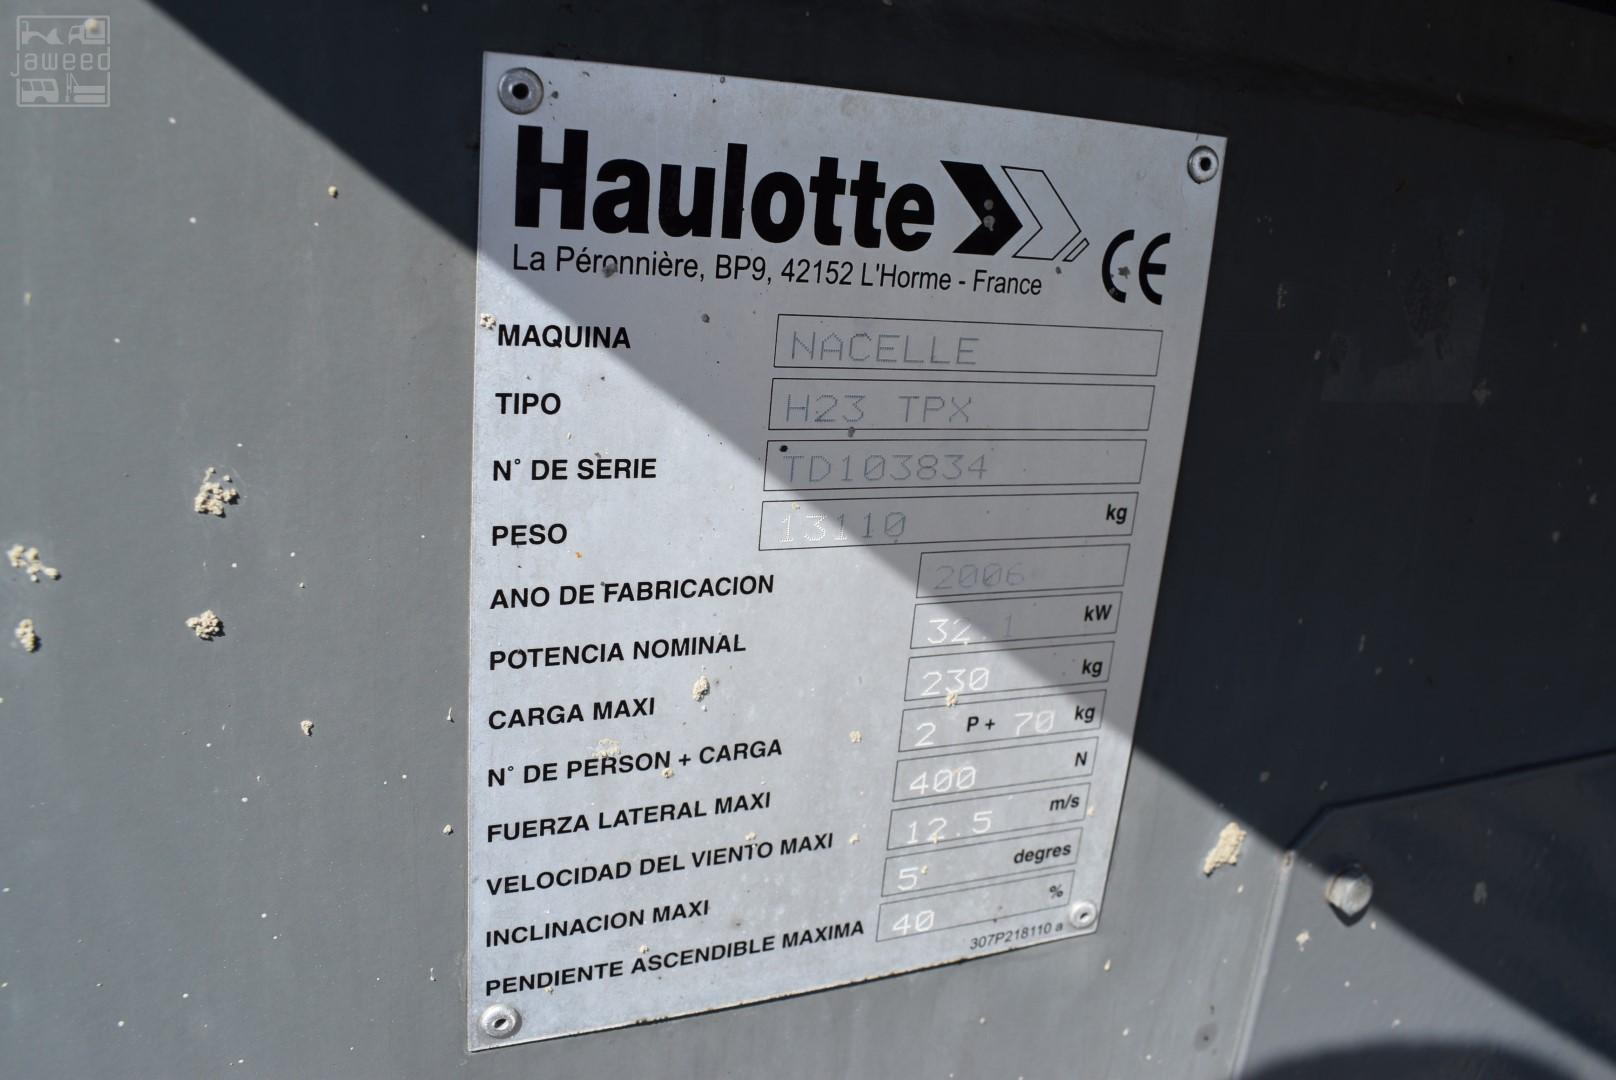 jaweed
Haulotte
La Péronnière, BP9, 42152 L'Horme - France
CE
MAQUINA NACELLE
TIPO H23 TPX
N° DE SERIE TD103834
PESO 13110 kg
ANO DE FABRICACION 2006
POTENCIA NOMINAL 32.1 kW
CARGA MAXI 230 kg
N° DE PERSON + CARGA 2 P + 70 kg
FUERZA LATERAL MAXI 400 N
VELOCIDAD DEL VIENTO MAXI 12.5 m/s
INCLINACION MAXI 5° degres
PENDIENTE ASCENDIBLE MAXIMA 40 %
307P218110 a